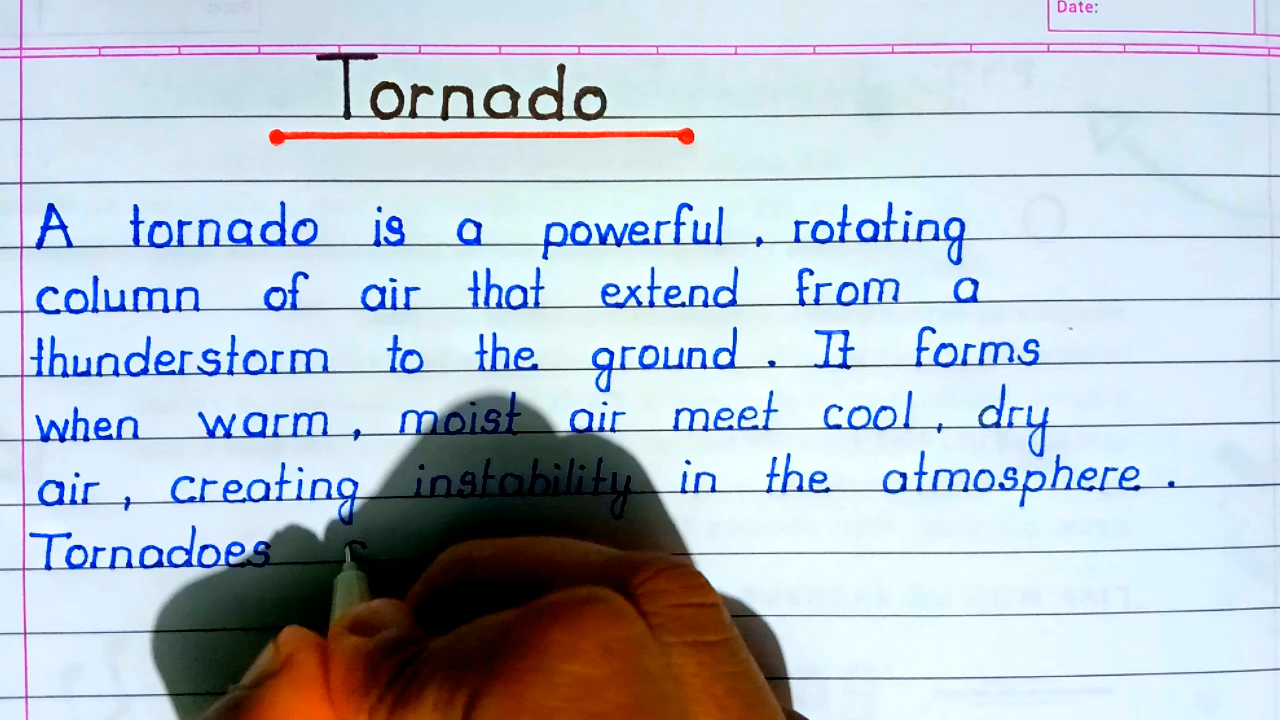 Date:
Tornado
A tornado is a powerful, rotating
column of air that extend from a
thunderstorm to the ground. It forms
when warm, moist air meet cool, dry
air, creating instability in the atmosphere.
Tornadoes